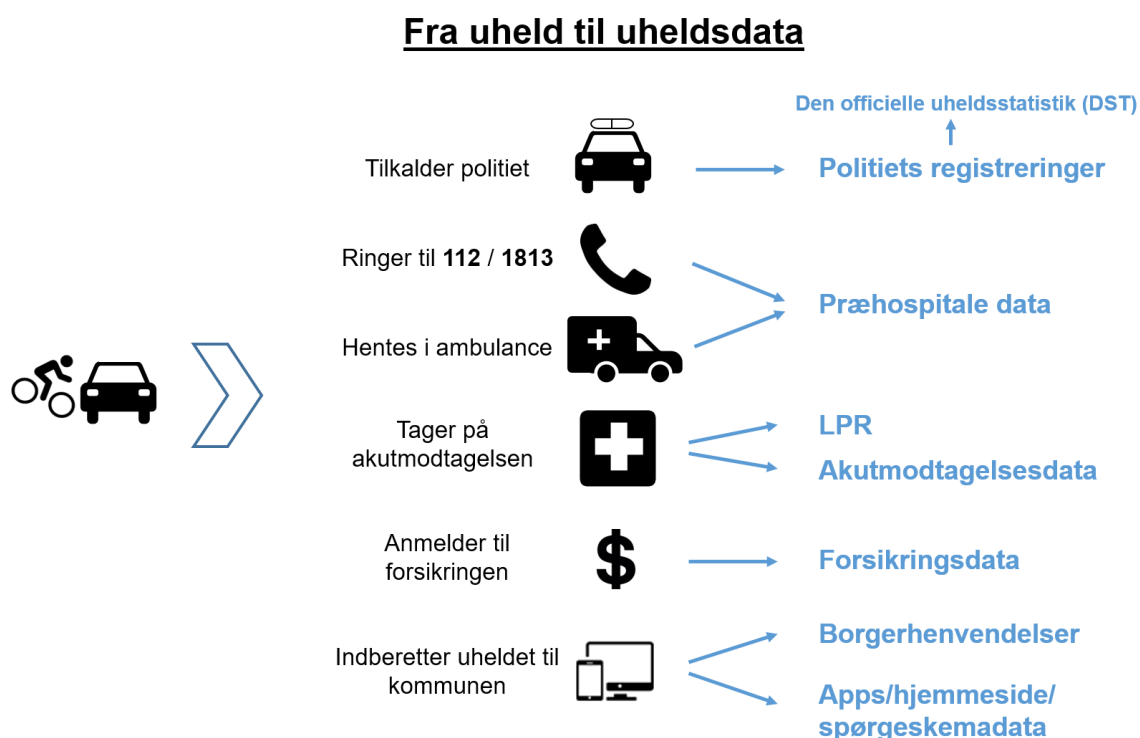 Fra uheld til uheldsdata
Den officielle uheldsstatistik (DST)
Tilkalder politiet
Politiets registreringer
Ringer til 112 / 1813
Præhospitale data
Hentes i ambulance
Tager på
akutmodtagelsen
LPR
Akutmodtagelsesdata
Anmelder til
forsikringen
$
Forsikringsdata
Indberetter uheldet til
kommunen
Borgerhenvendelser
Apps/hjemmeside/
spørgeskemadata